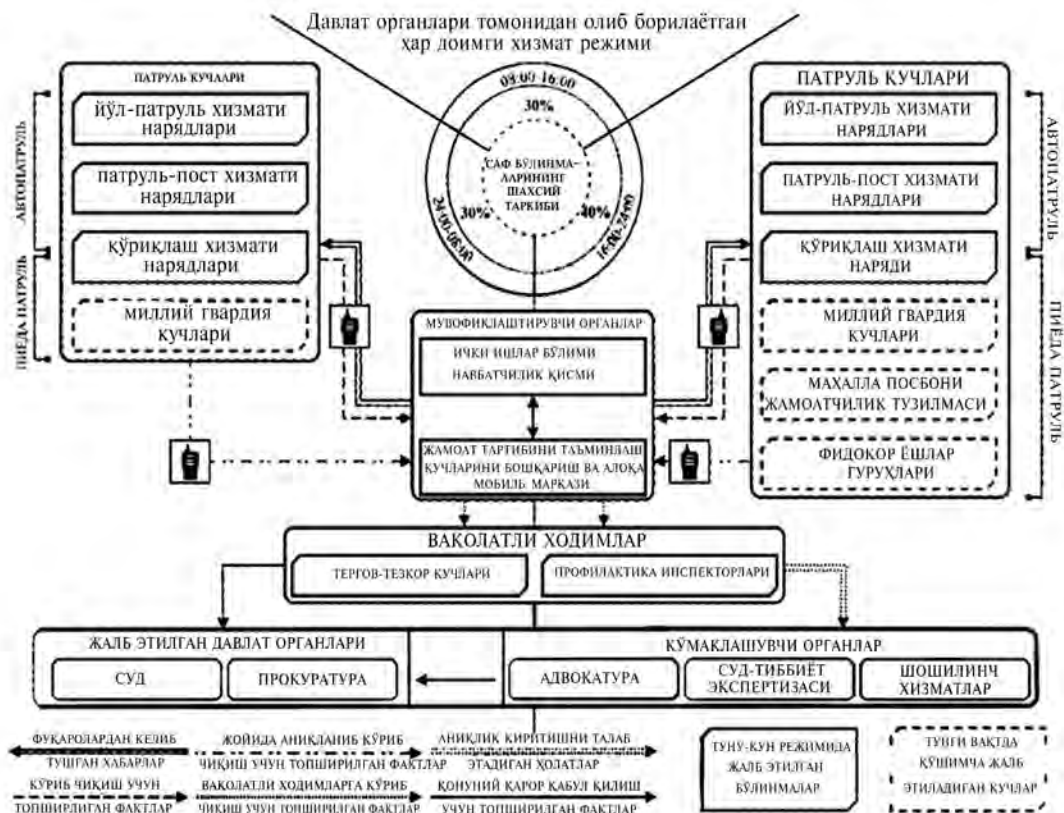 Давлат органлари томонидан олиб борилаётган
ҳар доимги хизмат режими
ПАТРУЛЬ КУЧЛАРИ
йўл-патруль хизмати
нарядлари
патруль-пост хизмати
нарядлари
қўриқлаш хизмати
нарядлари
миллий гвардия
кучлари
АВТОПАТРУЛЬ
ПИЁДА ПАТРУЛЬ
08:00-16:00
30%
САФ БЎЛИНМА-
ЛАРИНИНГ
ШАХСИЙ
ТАРКИБИ
30%
40%
24:00-08:00
16:00-24:00
ПАТРУЛЬ КУЧЛАРИ
ЙЎЛ-ПАТРУЛЬ ХИЗМАТИ
НАРЯДЛАРИ
ПАТРУЛЬ-ПОСТ ХИЗМАТИ
НАРЯДЛАРИ
ҚЎРИҚЛАШ ХИЗМАТИ
НАРЯДИ
МИЛЛИЙ ГВАРДИЯ
КУЧЛАРИ
МАХАЛЛА ПОСБОНИ
ЖАМОАТЧИЛИК ТУЗИЛМАСИ
ФИДОКОР ЁШЛАР
ГУРУҲЛАРИ
АВТОПАТРУЛЬ
ПИЁДА ПАТРУЛЬ
МУВОФИҚЛАШТИРУВЧИ ОРГАНЛАР
ИЧКИ ИШЛАР БЎЛИМИ
НАВБАТЧИЛИК ҚИСМИ
ЖАМОАТ ТАРТИБИНИ ТАЪМИНЛАШ
КУЧЛАРИНИ БОШҚАРИШ ВА АЛОҚА
МОБИЛЬ МАРКАЗИ
ВАКОЛАТЛИ ХОДИМЛАР
ТЕРГОВ-ТЕЗКОР КУЧЛАРИ
ПРОФИЛАКТИКА ИНСПЕКТОРЛАРИ
ЖАЛБ ЭТИЛГАН ДАВЛАТ ОРГАНЛАРИ
СУД
ПРОКУРАТУРА
КЎМАКЛАШУВЧИ ОРГАНЛАР
АДВОКАТУРА
СУД-ТИББИЁТ
ЭКСПЕРТИЗАСИ
ШОШИЛИНЧ
ХИЗМАТЛАР
ФУҚАРОЛАРДАН КЕЛИБ
ТУШГАН ХАБАРЛАР
ЖОЙИДА АНИҚЛАНИБ КЎРИБ
ЧИҚИШ УЧУН ТОПШИРИЛГАН ФАКТЛАР
АНИҚЛИК КИРИТИШНИ ТАЛАБ
ЭТАДИГАН ҲОЛАТЛАР
КЎРИБ ЧИҚИШ УЧУН
ТОПШИРИЛГАН ФАКТЛАР
ВАКОЛАТЛИ ХОДИМЛАРГА КЎРИБ
ЧИҚИШ УЧУН ТОПШИРИЛГАН ФАКТЛАР
ҚОНУНИЙ ҚАРОР ҚАБУЛ ҚИЛИШ
УЧУН ТОПШИРИЛГАН ФАКТЛАР
ТУНУ-КУН РЕЖИМИДА
ЖАЛБ ЭТИЛГАН
БЎЛИНМАЛАР
ТУНГИ ВАҚТДА
ҚЎШИМЧА ЖАЛБ
ЭТИЛАДИГАН КУЧЛАР